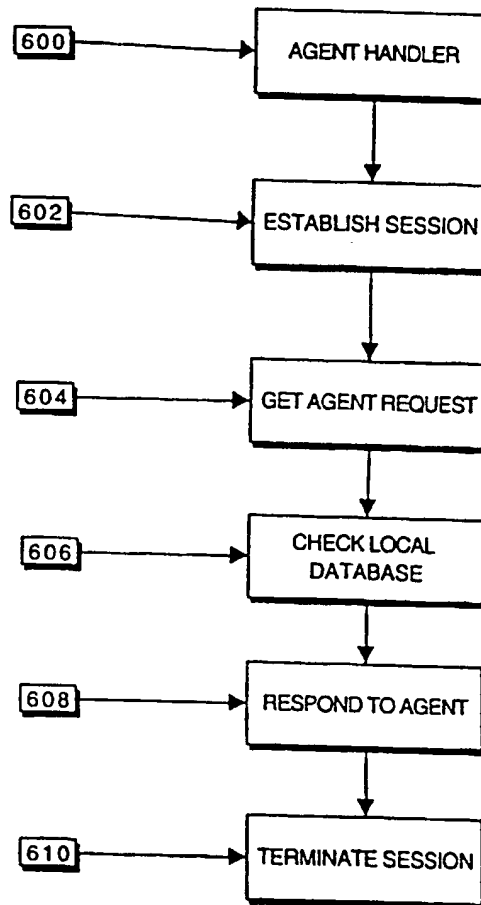 600
AGENT HANDLER
602
ESTABLISH SESSION
604
GET AGENT REQUEST
606
CHECK LOCAL
DATABASE
608
RESPOND TO AGENT
610
TERMINATE SESSION